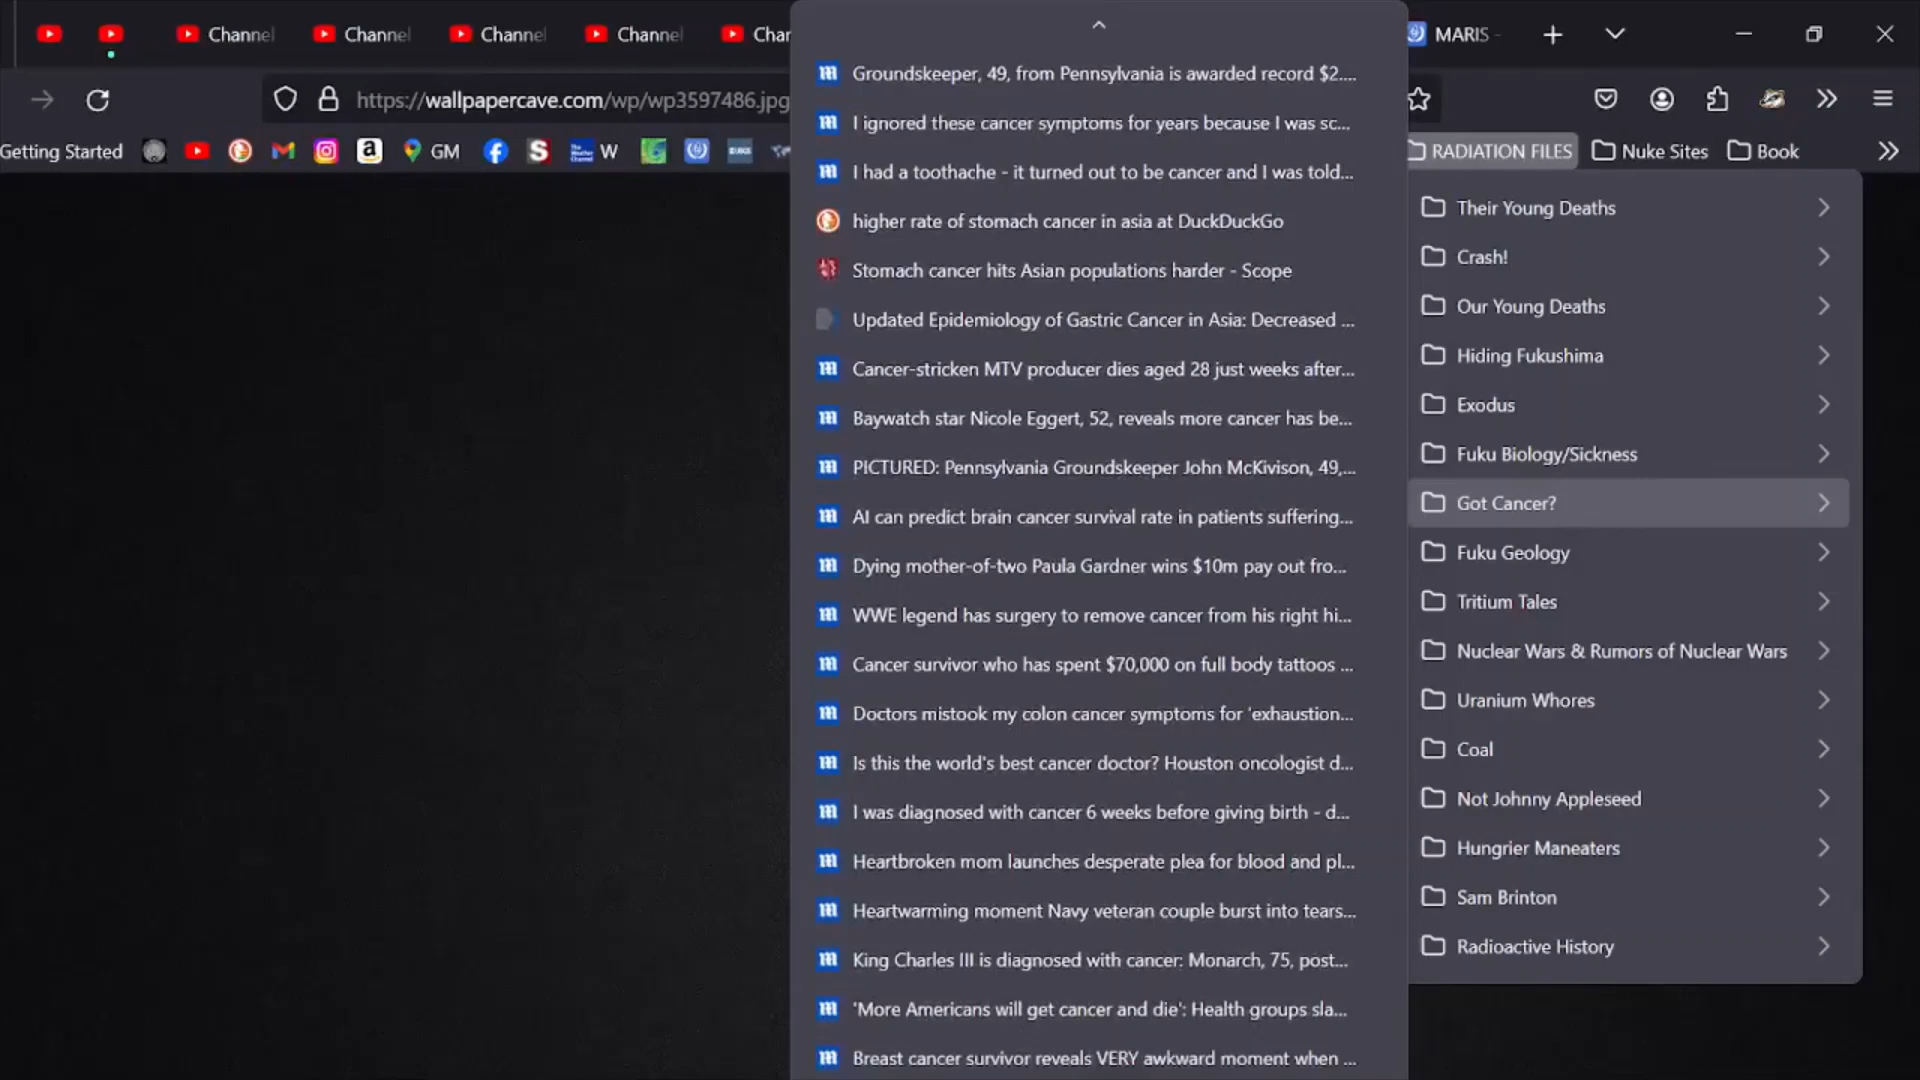 Channel
Channel
Channel
Channel
Chan
MARIS -
https://wallpapercave.com/wp/wp3597486.jpg
Getting Started
GM
W
RADIATION FILES
Nuke Sites
Book
Groundskeeper, 49, from Pennsylvania is awarded record $2....
I ignored these cancer symptoms for years because I was sc...
I had a toothache - it turned out to be cancer and I was told...
higher rate of stomach cancer in asia at DuckDuckGo
Stomach cancer hits Asian populations harder - Scope
Updated Epidemiology of Gastric Cancer in Asia: Decreased ...
Cancer-stricken MTV producer dies aged 28 just weeks after...
Baywatch star Nicole Eggert, 52, reveals more cancer has be...
PICTURED: Pennsylvania Groundskeeper John McKivison, 49,...
AI can predict brain cancer survival rate in patients suffering...
Dying mother-of-two Paula Gardner wins $10m pay out fro...
WWE legend has surgery to remove cancer from his right hi...
Cancer survivor who has spent $70,000 on full body tattoos ...
Doctors mistook my colon cancer symptoms for 'exhaustion...
Is this the world's best cancer doctor? Houston oncologist d...
I was diagnosed with cancer 6 weeks before giving birth - d...
Heartbroken mom launches desperate plea for blood and pl...
Heartwarming moment Navy veteran couple burst into tears...
King Charles III is diagnosed with cancer: Monarch, 75, post...
'More Americans will get cancer and die': Health groups sla...
Breast cancer survivor reveals VERY awkward moment when ...
Their Young Deaths
Crash!
Our Young Deaths
Hiding Fukushima
Exodus
Fuku Biology/Sickness
Got Cancer?
Fuku Geology
Tritium Tales
Nuclear Wars & Rumors of Nuclear Wars
Uranium Whores
Coal
Not Johnny Appleseed
Hungrier Maneaters
Sam Brinton
Radioactive History